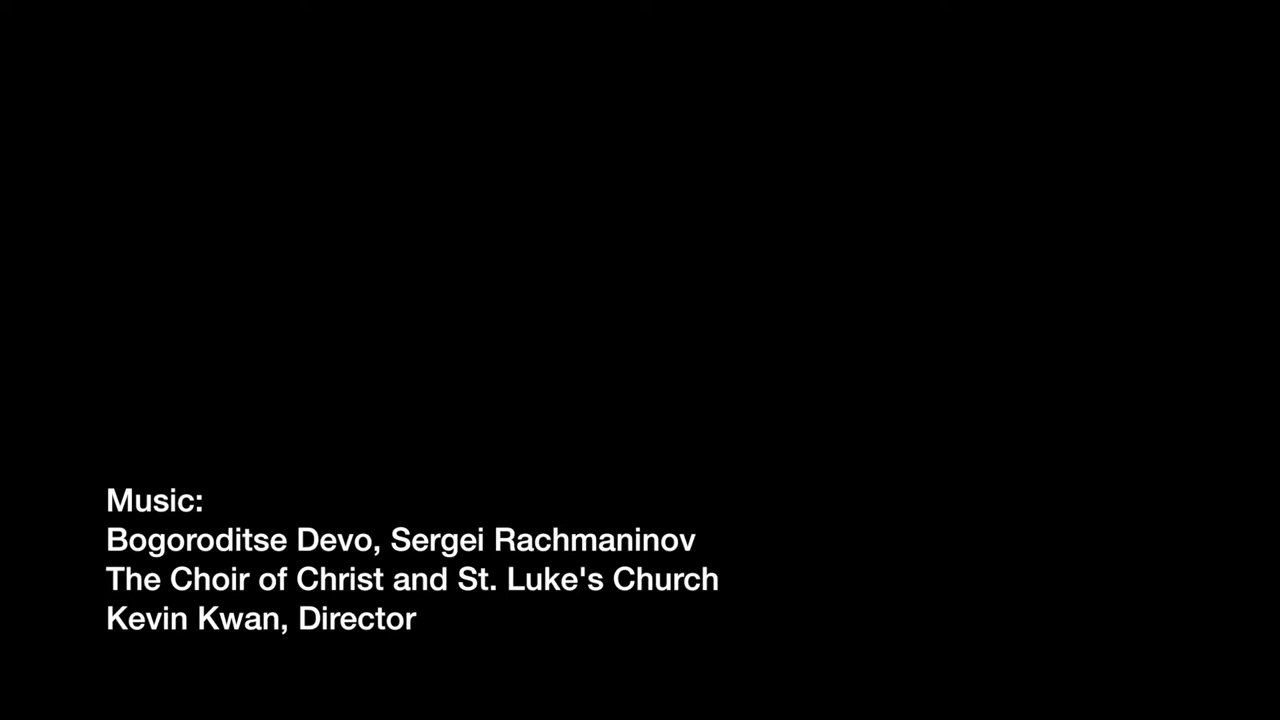 Music:
Bogoroditse Devo, Sergei Rachmaninov
The Choir of Christ and St. Luke's Church
Kevin Kwan, Director